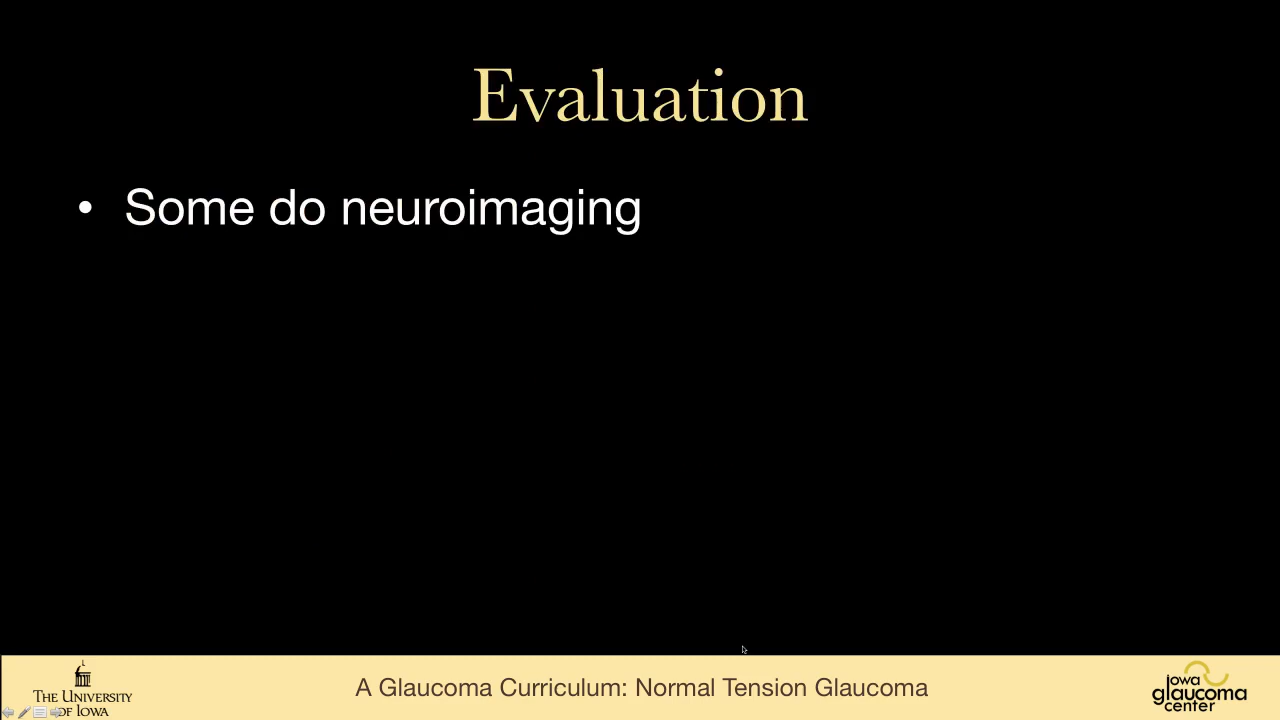 Evaluation
• Some do neuroimaging
THE UNIVERSITY
OF IOWA
A Glaucoma Curriculum: Normal Tension Glaucoma
iowa
glaucoma
center